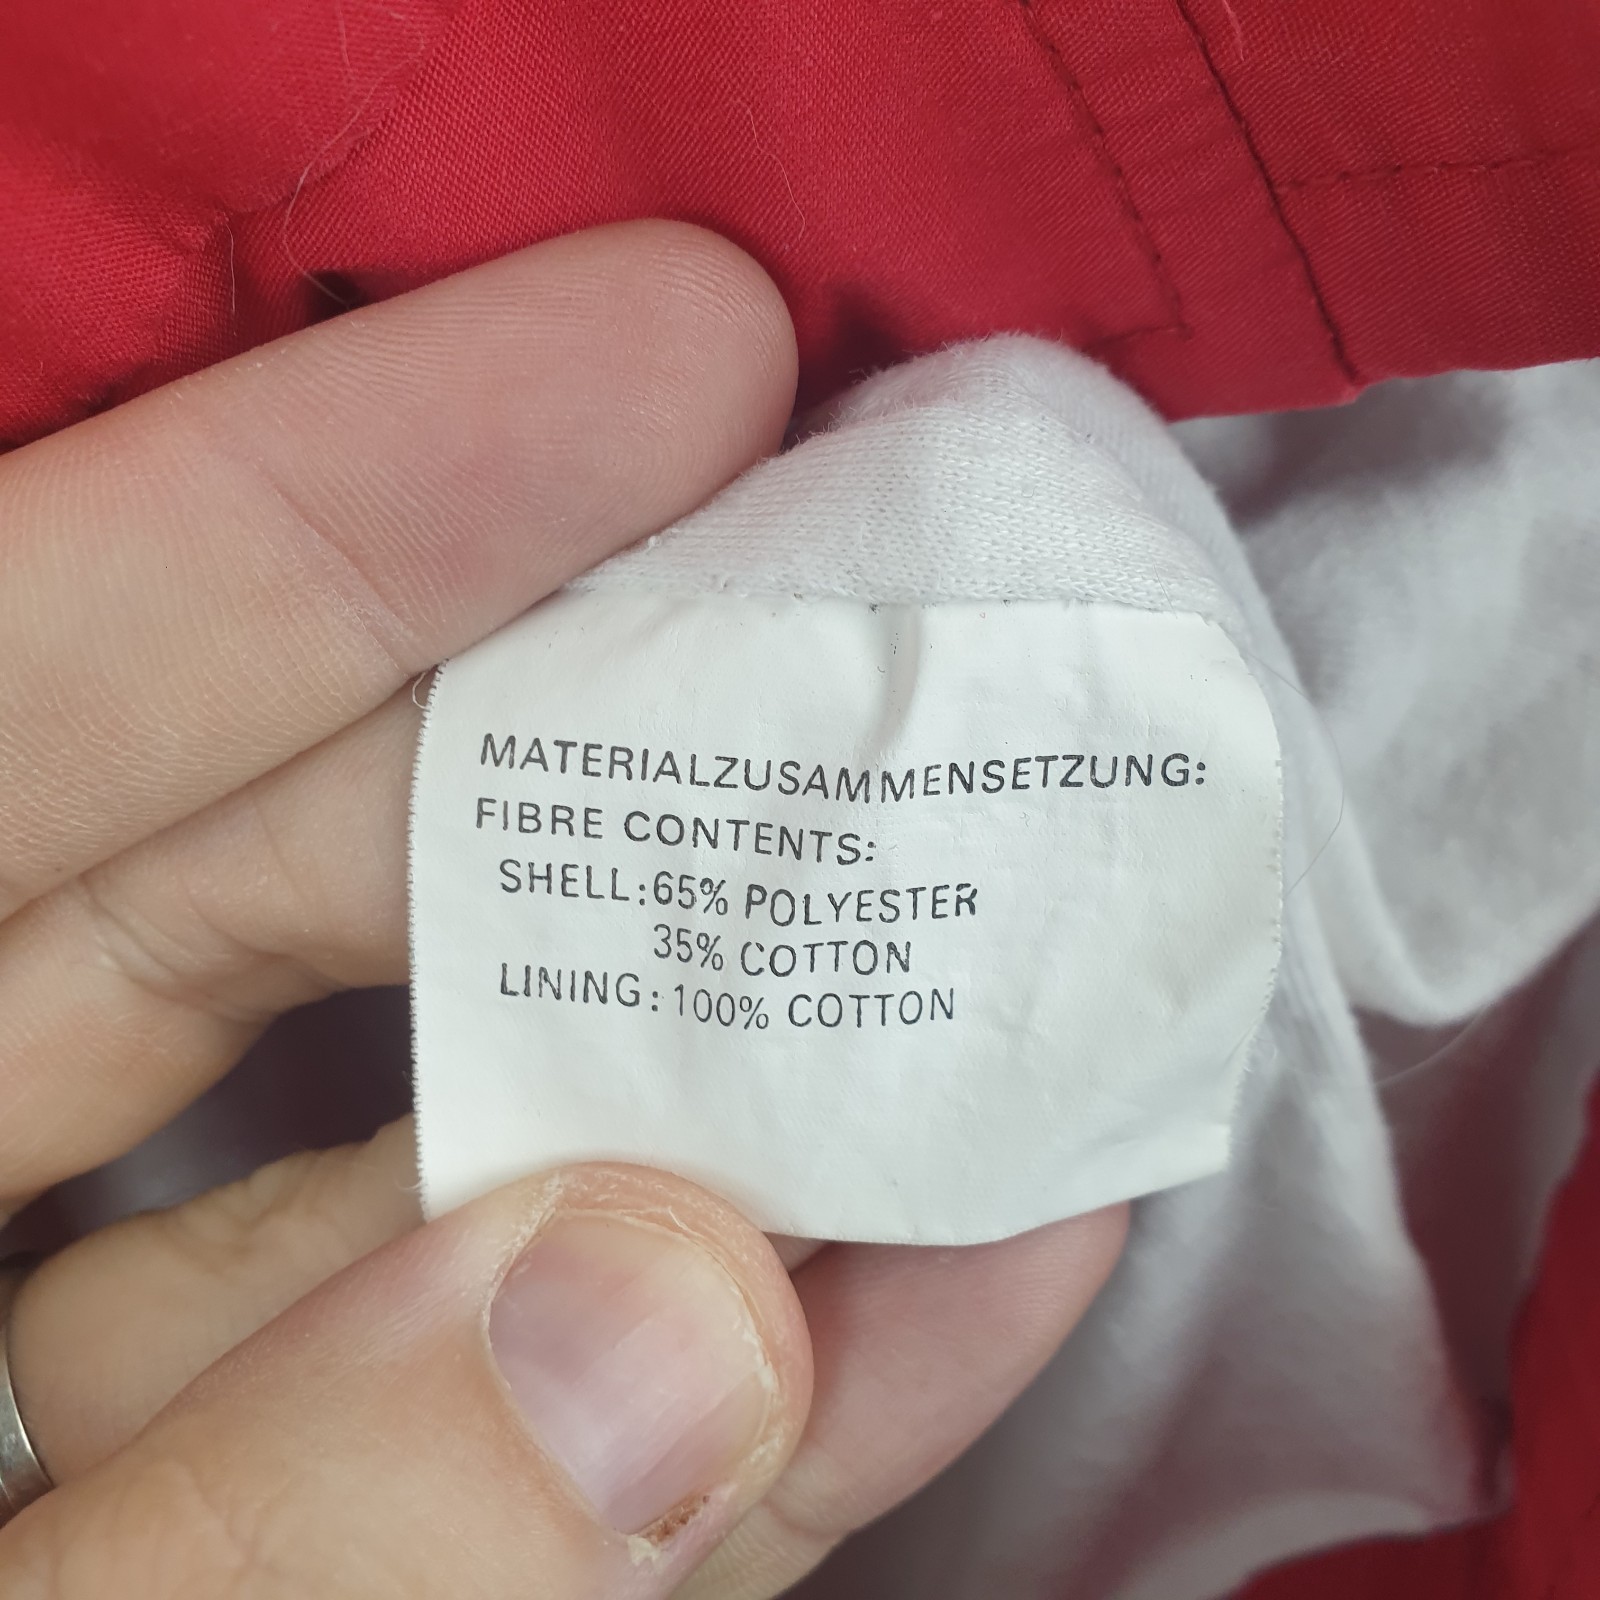 MATERIALZUSAMMENSETZUNG:
FIBRE CONTENTS:
SHELL:65% POLYESTER
35% COTTON
LINING:100% COTTON